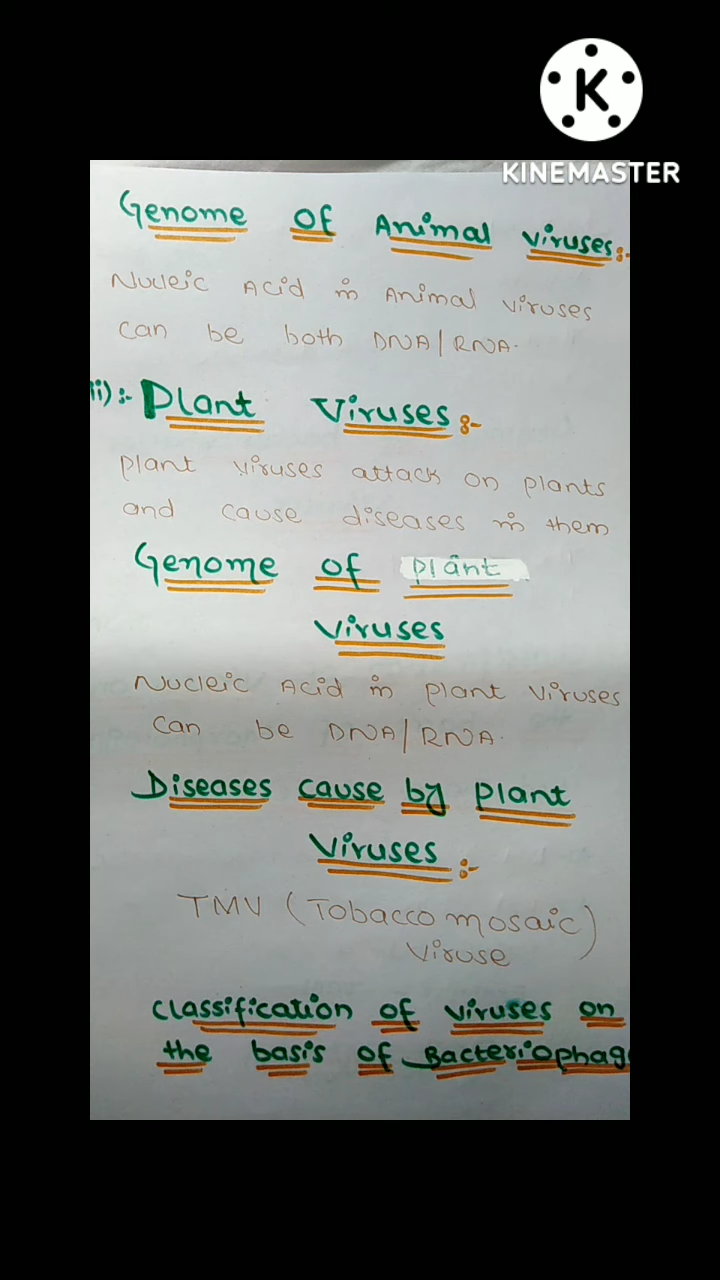 K
KINEMASTER
Genome of Animal Viruses:-
Nucleic Acid in Animal viruses
can be both DNA/RNA.
ii):- Plant Viruses:-
Plant viruses attack on plants
and cause diseases in them
Genome of plant
Viruses
Nucleic Acid in plant viruses
can be DNA/RNA.
Diseases cause by plant
Viruses:-
TMV (Tobacco mosaic)
Viruse
Classification of viruses on
the basis of Bacteriophag